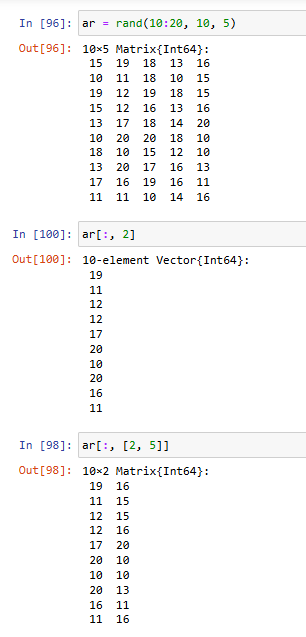 In [96]: ar = rand(10:20, 10, 5)
Out[96]: 10×5 Matrix{Int64}:
15 19 18 13 16
10 11 18 10 15
19 12 19 18 15
15 12 16 13 16
13 17 18 14 20
10 20 20 18 10
18 10 15 12 10
13 20 17 16 13
17 16 19 16 11
11 11 10 14 16
In [100]: ar[:, 2]
Out[100]: 10-element Vector{Int64}:
19
11
12
12
17
20
10
20
16
11
In [98]: ar[:, [2, 5]]
Out[98]: 10×2 Matrix{Int64}:
19 16
11 15
12 15
12 16
17 20
20 10
10 10
20 13
16 11
11 16